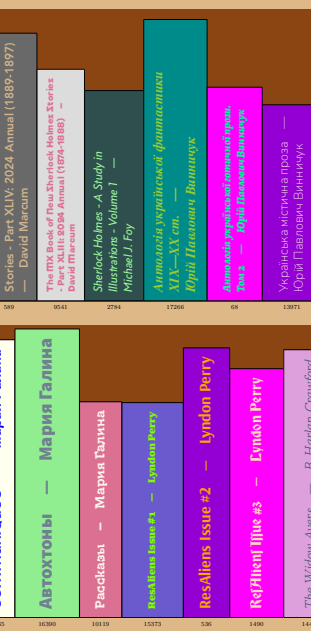 Stories - Part XLIV: 2024 Annual (1889-1897)
— David Marcum
The MX Book of New Sherlock Holmes Stories
- Part XLIII: 2024 Annual (1874-1888) —
David Marcum
Sherlock Holmes - A Study in
Illustrations - Volume 1 —
Michael J. Foy
Антологія української фантастики
XIX—XX ст. —
Юрій Павлович Винничук
Антологія української готичної прози.
Том 2 — Юрій Павлович Винничук
Українська містична проза —
Юрій Павлович Винничук
589
9541
2784
17266
68
13971
Автохтоны — Мария Галина
Рассказы — Мария Галина
ResAliens Issue #1 — Lyndon Perry
ResAliens Issue #2 — Lyndon Perry
ResAliens Issue #3 — Lyndon Perry
The Widow Ayers — B. Harlan Crawford
16390
10119
15373
536
1490